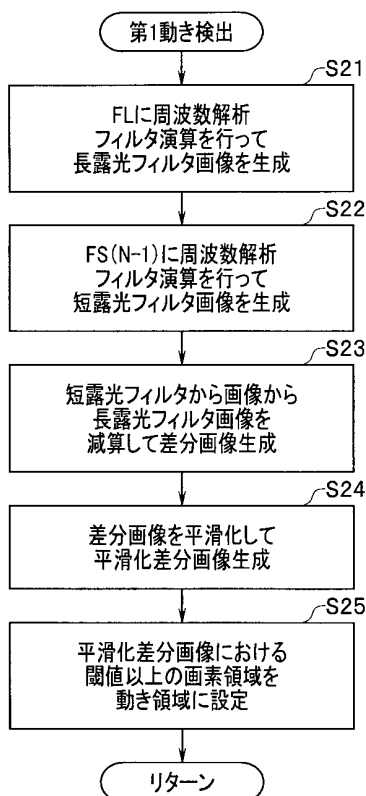 第1動き検出
S21
FLに周波数解析
フィルタ演算を行って
長露光フィルタ画像を生成
S22
FS(N-1)に周波数解析
フィルタ演算を行って
短露光フィルタ画像を生成
S23
短露光フィルタから画像から
長露光フィルタ画像を
減算して差分画像生成
S24
差分画像を平滑化して
平滑化差分画像生成
S25
平滑化差分画像における
閾値以上の画素領域を
動き領域に設定
リターン